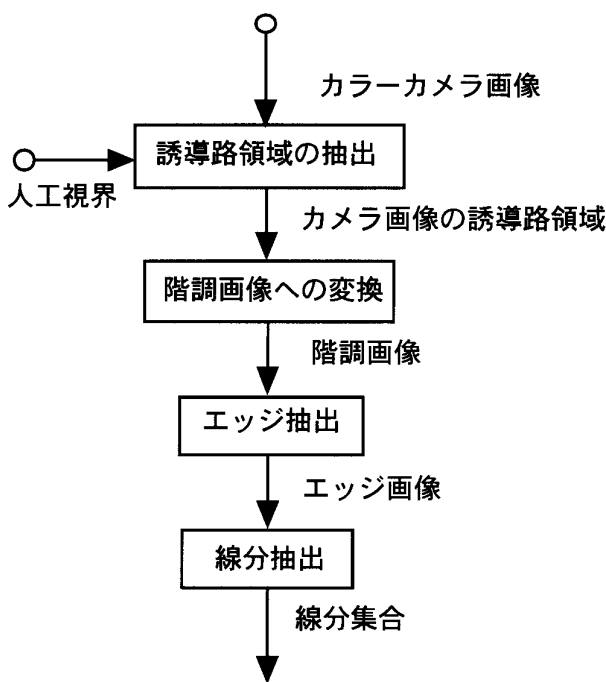 カラーカメラ画像
誘導路領域の抽出
人工視界
カメラ画像の誘導路領域
階調画像への変換
階調画像
エッジ抽出
エッジ画像
線分抽出
線分集合